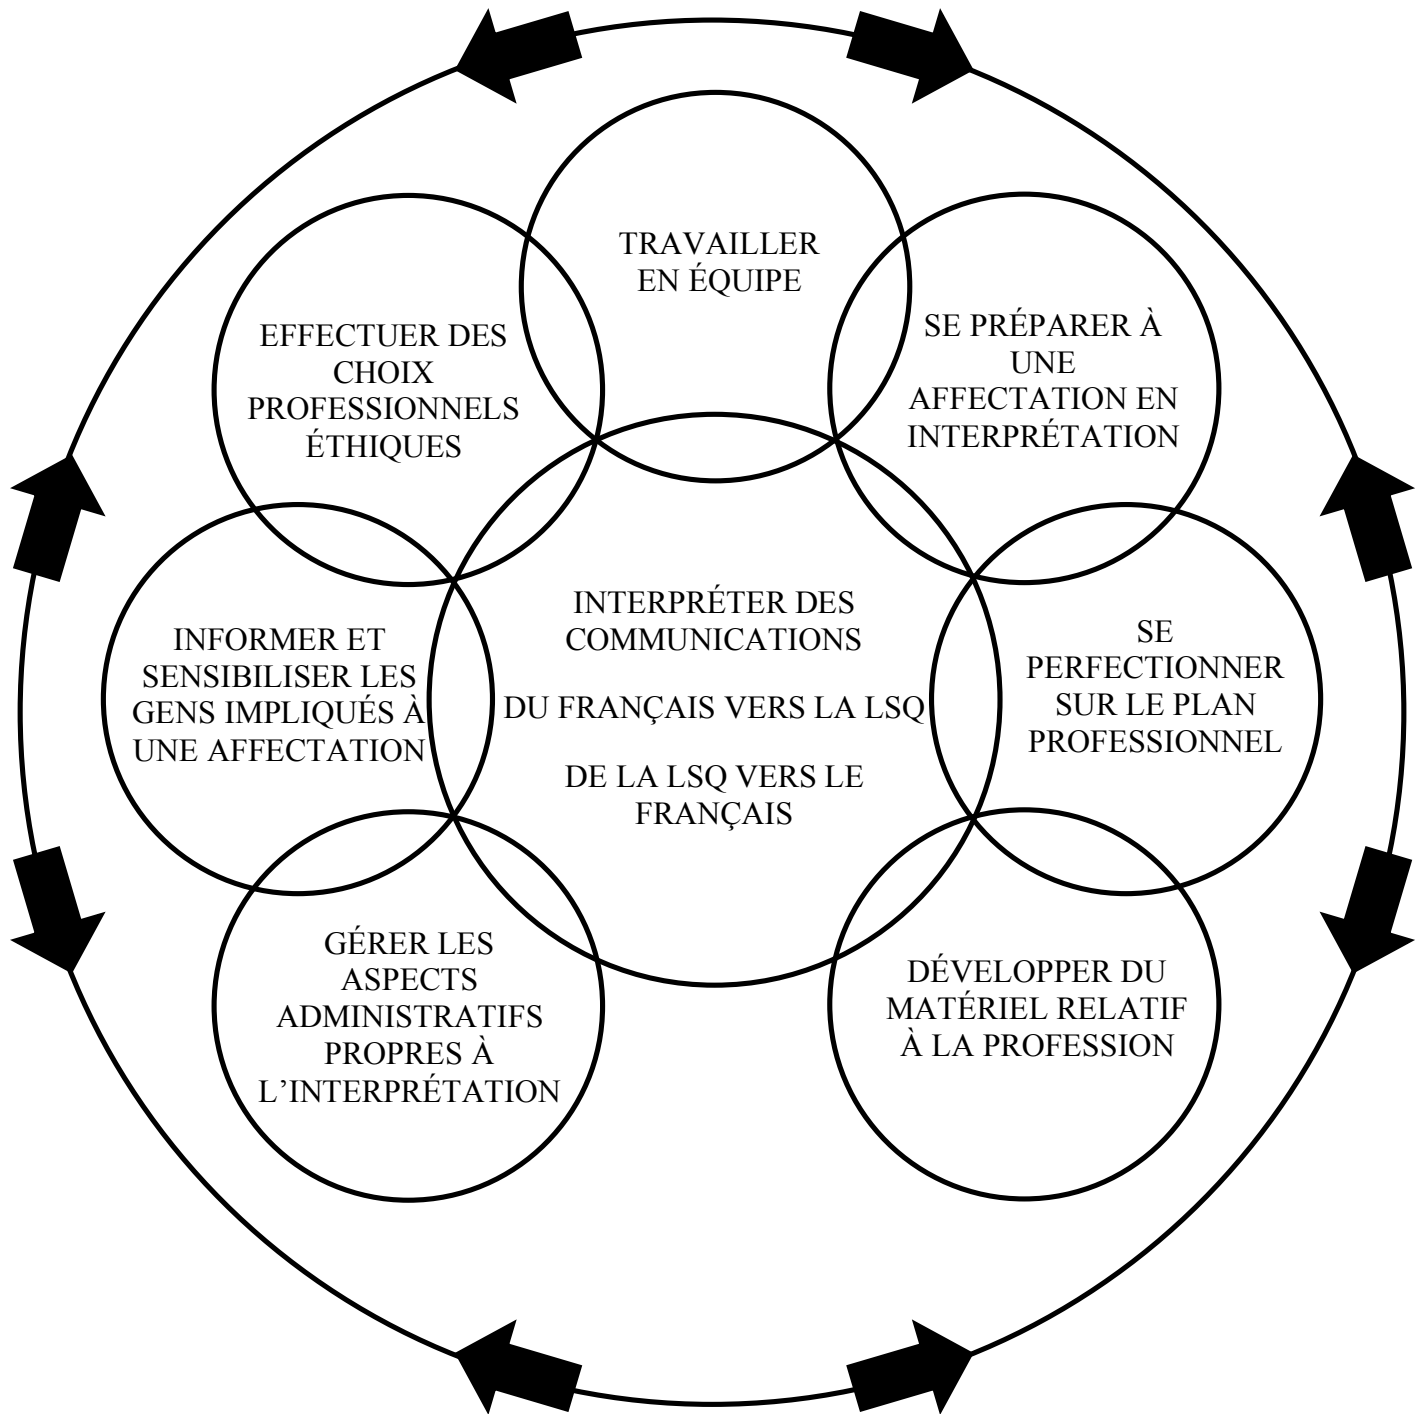 TRAVAILLER
EN ÉQUIPE
EFFECTUER DES
CHOIX
PROFESSIONNELS
ÉTHIQUES
SE PRÉPARER À
UNE
AFFECTATION EN
INTERPRÉTATION
INFORMER ET
SENSIBILISER LES
GENS IMPLIQUÉS À
UNE AFFECTATION
INTERPRÉTER DES
COMMUNICATIONS
DU FRANÇAIS VERS LA LSQ
DE LA LSQ VERS LE
FRANÇAIS
SE
PERFECTIONNER
SUR LE PLAN
PROFESSIONNEL
GÉRER LES
ASPECTS
ADMINISTRATIFS
PROPRES À
L’INTERPRÉTATION
DÉVELOPPER DU
MATÉRIEL RELATIF
À LA PROFESSION